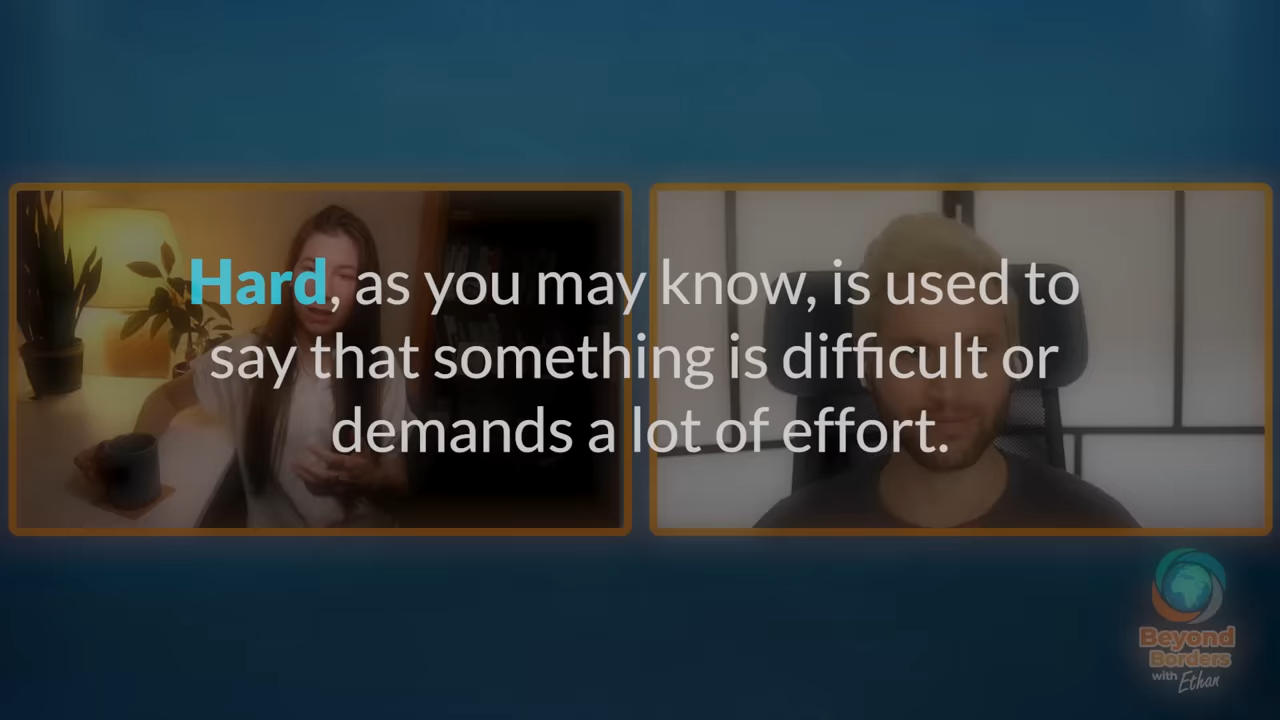 Hard, as you may know, is used to
say that something is difficult or
demands a lot of effort.
Beyond
Borders
with Ethan